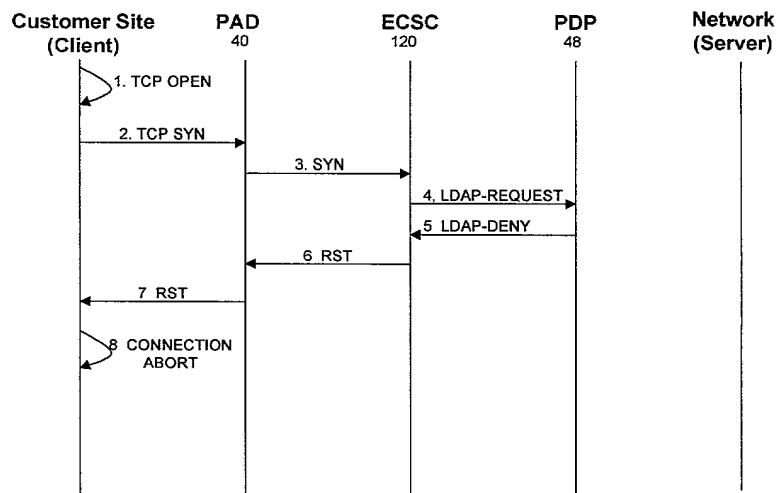 Customer Site
(Client)
PAD
40
ECSC
120
PDP
48
Network
(Server)
1. TCP OPEN
2. TCP SYN
3. SYN
4, LDAP-REQUEST
5 LDAP-DENY
6 RST
7 RST
8 CONNECTION
ABORT